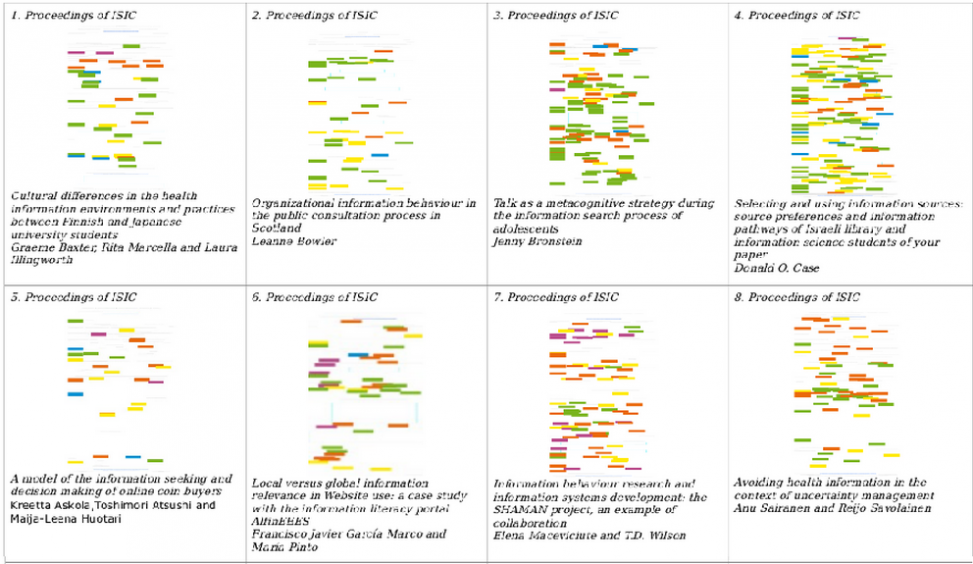 1. Proceedings of ISIC
Cultural differences in the health
information environments and practices
between Finnish and Japanese
university students
Graeme Baxter, Rita Marcella and Laura
Illingworth
2. Proceedings of ISIC
Organizational information behaviour in
the public consultation process in
Scotland
Leanne Bowler
3. Proceedings of ISIC
Talk as a metacognitive strategy during
the information search process of
adolescents
Jenny Bronstein
4. Proceedings of ISIC
Selecting and using information sources:
source preferences and information
pathways of Israeli library and
information science students of your
paper
Donald O. Case
5. Proceedings of ISIC
A model of the information seeking and
decision making of online coin buyers
Kreetta Askola,Toshimori Atsushi and
Maija-Leena Huotari
6. Proceedings of ISIC
Local versus global information
relevance in Website use: a case study
with the information literacy portal
AlfinEEES
Francisco Javier García Marco and
Maria Pinto
7. Proceedings of ISIC
Information behaviour research and
information systems development: the
SHAMAN project, an example of
collaboration
Elena Maceviciute and T.D. Wilson
8. Proceedings of ISIC
Avoiding health information in the
context of uncertainty management
Anu Sairanen and Reijo Savolainen